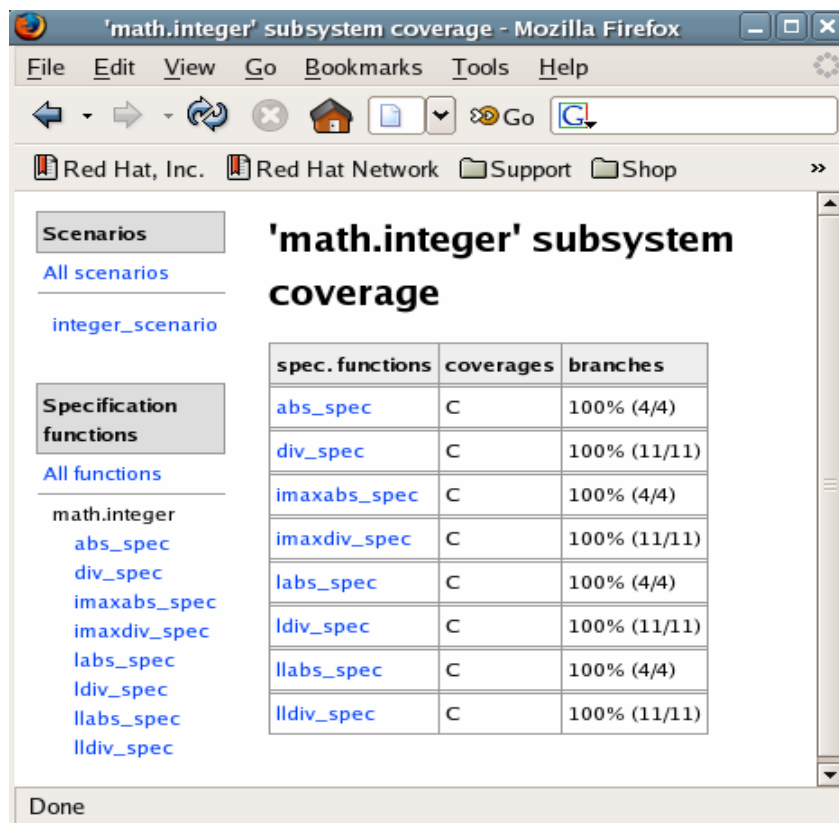 'math.integer' subsystem coverage - Mozilla Firefox
File Edit View Go Bookmarks Tools Help
Go G
Red Hat, Inc. Red Hat Network Support Shop »
Scenarios
All scenarios
integer_scenario
Specification
functions
All functions
math.integer
abs_spec
div_spec
imaxabs_spec
imaxdiv_spec
labs_spec
ldiv_spec
llabs_spec
lldiv_spec
'math.integer' subsystem
coverage
spec. functions coverages branches
abs_spec C 100% (4/4)
div_spec C 100% (11/11)
imaxabs_spec C 100% (4/4)
imaxdiv_spec C 100% (11/11)
labs_spec C 100% (4/4)
ldiv_spec C 100% (11/11)
llabs_spec C 100% (4/4)
lldiv_spec C 100% (11/11)
Done